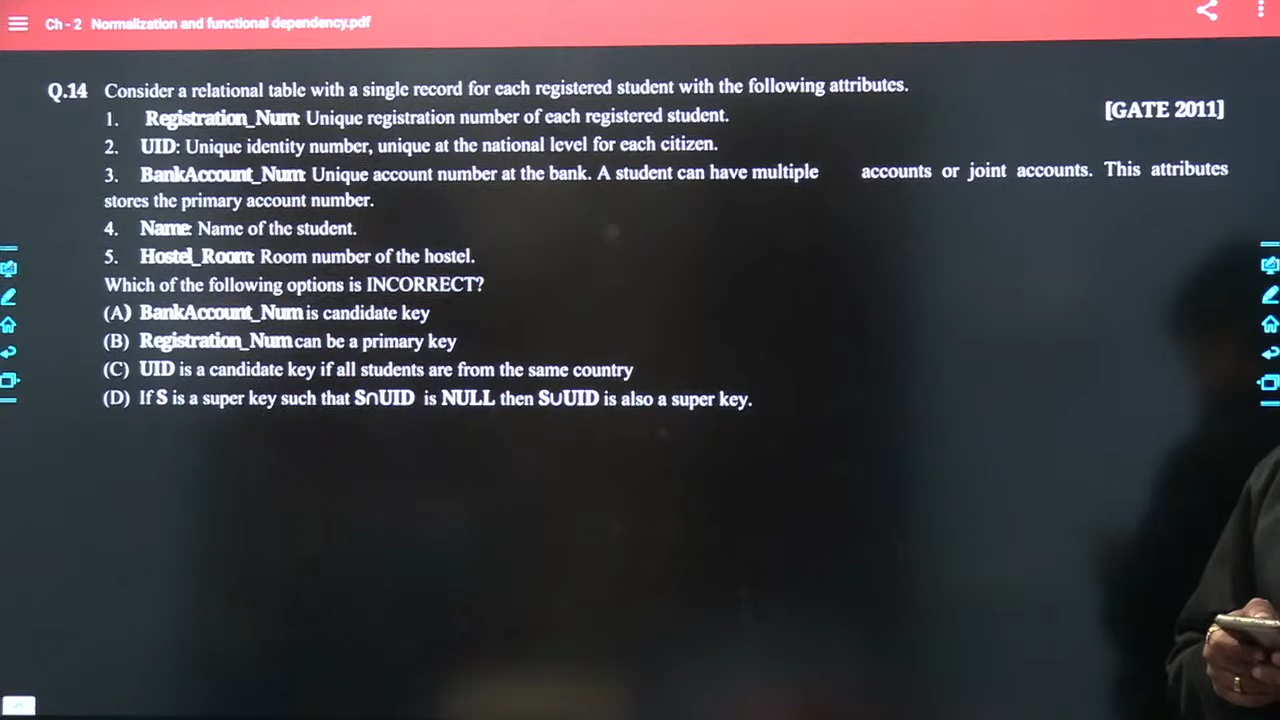 Ch - 2 Normalization and functional dependency.pdf
Q.14 Consider a relational table with a single record for each registered student with the following attributes.
[GATE 2011]
1. Registration_Num: Unique registration number of each registered student.
2. UID: Unique identity number, unique at the national level for each citizen.
3. BankAccount_Num: Unique account number at the bank. A student can have multiple accounts or joint accounts. This attributes
stores the primary account number.
4. Name: Name of the student.
5. Hostel_Room: Room number of the hostel.
Which of the following options is INCORRECT?
(A) BankAccount_Num is candidate key
(B) Registration_Num can be a primary key
(C) UID is a candidate key if all students are from the same country
(D) If S is a super key such that S∩UID is NULL then S∪UID is also a super key.